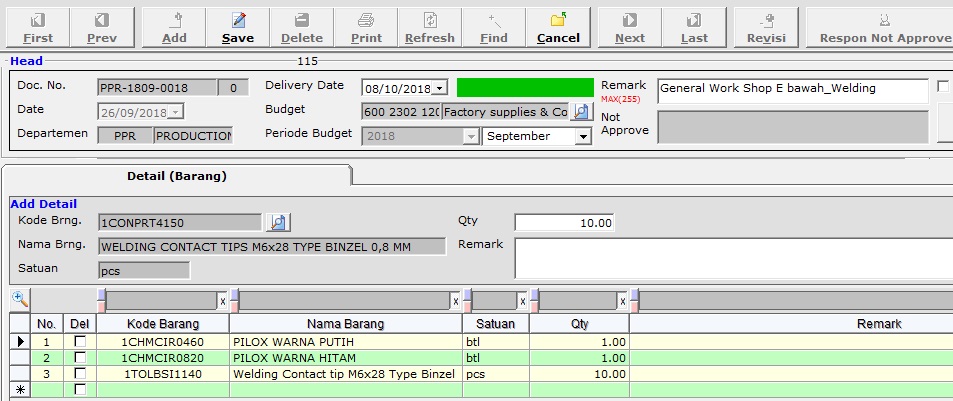 First Prev Add Save Delete Print Refresh Find Cancel Next Last Revisi Respon Not Approve
Head 115
Doc. No. PPR-1809-0018 0 Delivery Date 08/10/2018 Remark General Work Shop E bawah_Welding
MAX(255)
Date 26/09/2018 Budget 600 2302 120 Factory supplies & Co Not Approve
Departemen PPR PRODUCTION Periode Budget 2018 September
Detail (Barang)
Add Detail
Kode Brng. 1CONPRT4150 Qty 10.00
Nama Brng. WELDING CONTACT TIPS M6x28 TYPE BINZEL 0,8 MM Remark
Satuan pcs
x x x x
No. Del Kode Barang Nama Barang Satuan Qty Remark
1 1CHMCIR0460 PILOX WARNA PUTIH btl 1.00
2 1CHMCIR0820 PILOX WARNA HITAM btl 1.00
3 1TOLBSI1140 Welding Contact tip M6x28 Type Binzel pcs 10.00